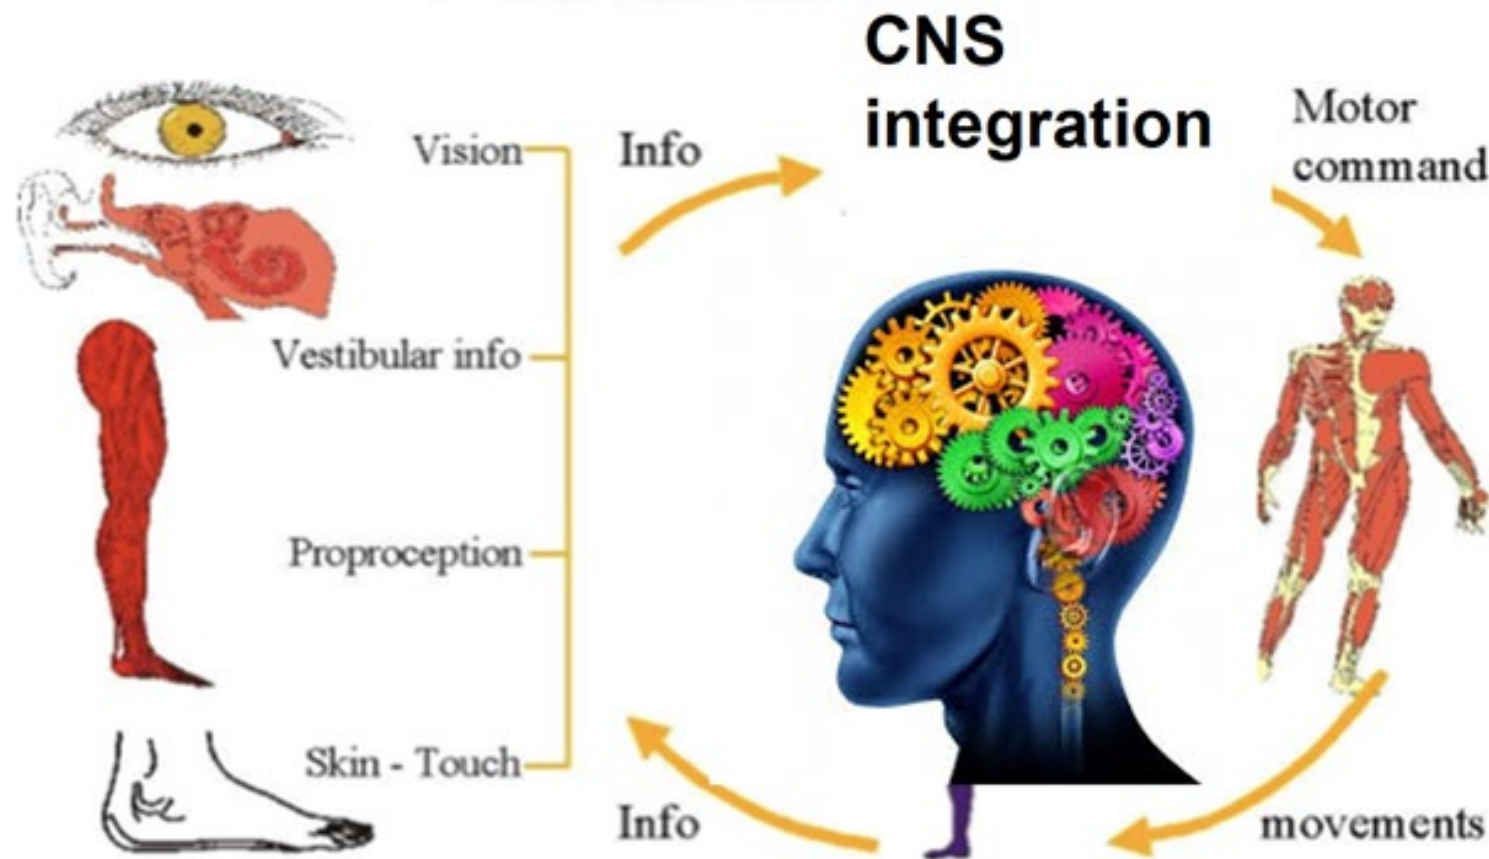 CNS
integration
Motor
command
Vision
Info
Vestibular info
Proproception
Skin - Touch
Info
movements